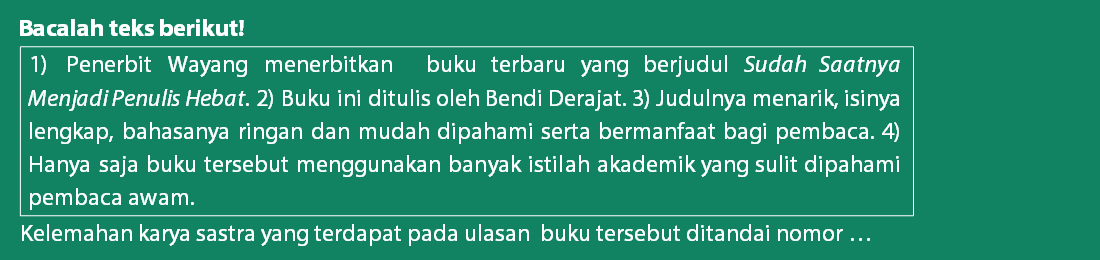 Bacalah teks berikut!
1) Penerbit Wayang menerbitkan buku terbaru yang berjudul Sudah Saatnya
Menjadi Penulis Hebat. 2) Buku ini ditulis oleh Bendi Derajat. 3) Judulnya menarik, isinya
lengkap, bahasanya ringan dan mudah dipahami serta bermanfaat bagi pembaca. 4)
Hanya saja buku tersebut menggunakan banyak istilah akademik yang sulit dipahami
pembaca awam.
Kelemahan karya sastra yang terdapat pada ulasan buku tersebut ditandai nomor …